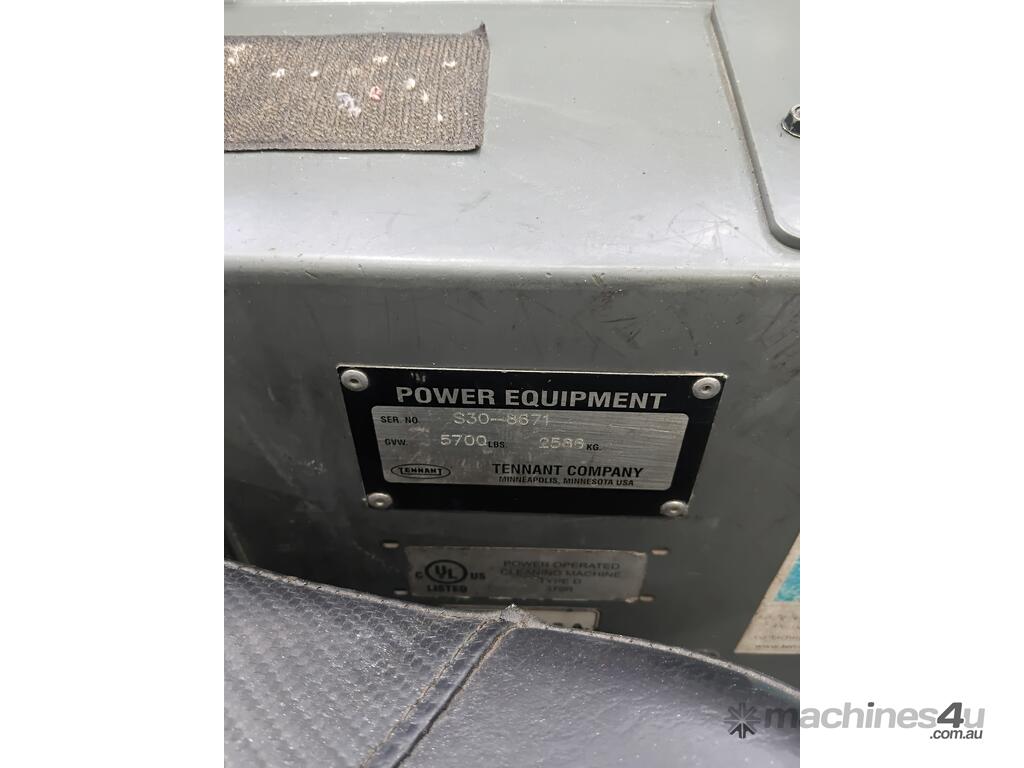 POWER EQUIPMENT
SER. NO. S30-8671
GVW. 5700 LBS. 2586 KG.
TENNANT TENNANT COMPANY
MINNEAPOLIS, MINNESOTA USA
C UL US
LISTED
POWER OPERATED
CLEANING MACHINE
TYPE D
machines4u
.com.au